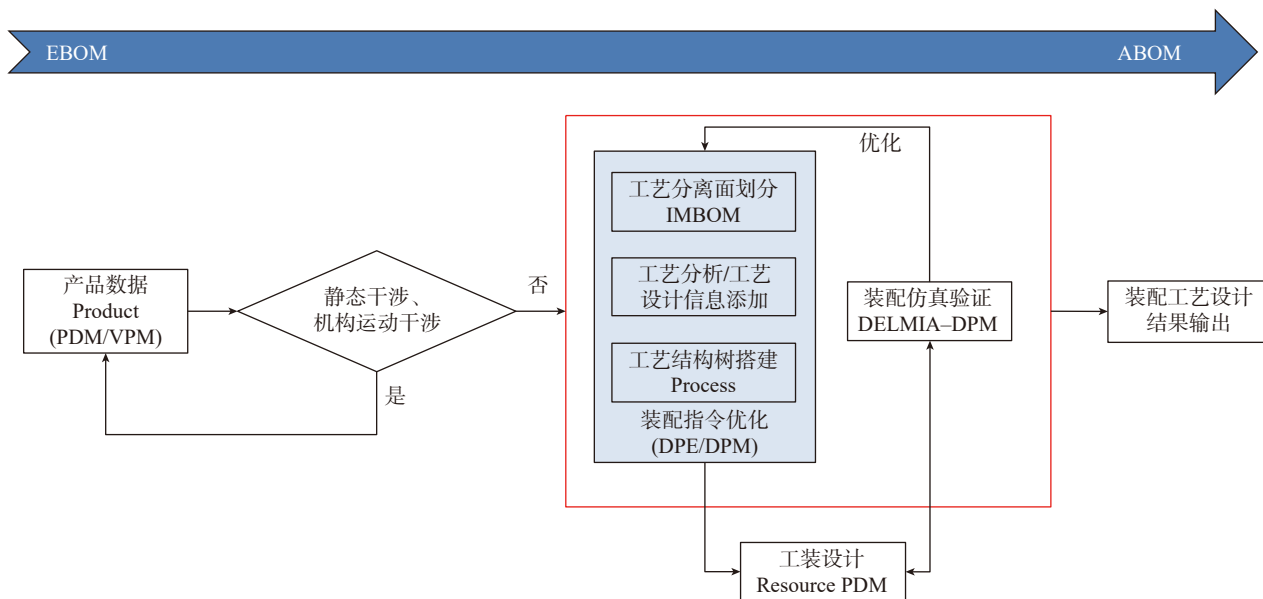 EBOM
ABOM
优化
工艺分离面划分
IMBOM
工艺分析/工艺
设计信息添加
工艺结构树搭建
Process
装配指令优化
(DPE/DPM)
产品数据
Product
(PDM/VPM)
静态干涉、
机构运动干涉
否
是
装配仿真验证
DELMIA–DPM
装配工艺设计
结果输出
工装设计
Resource PDM